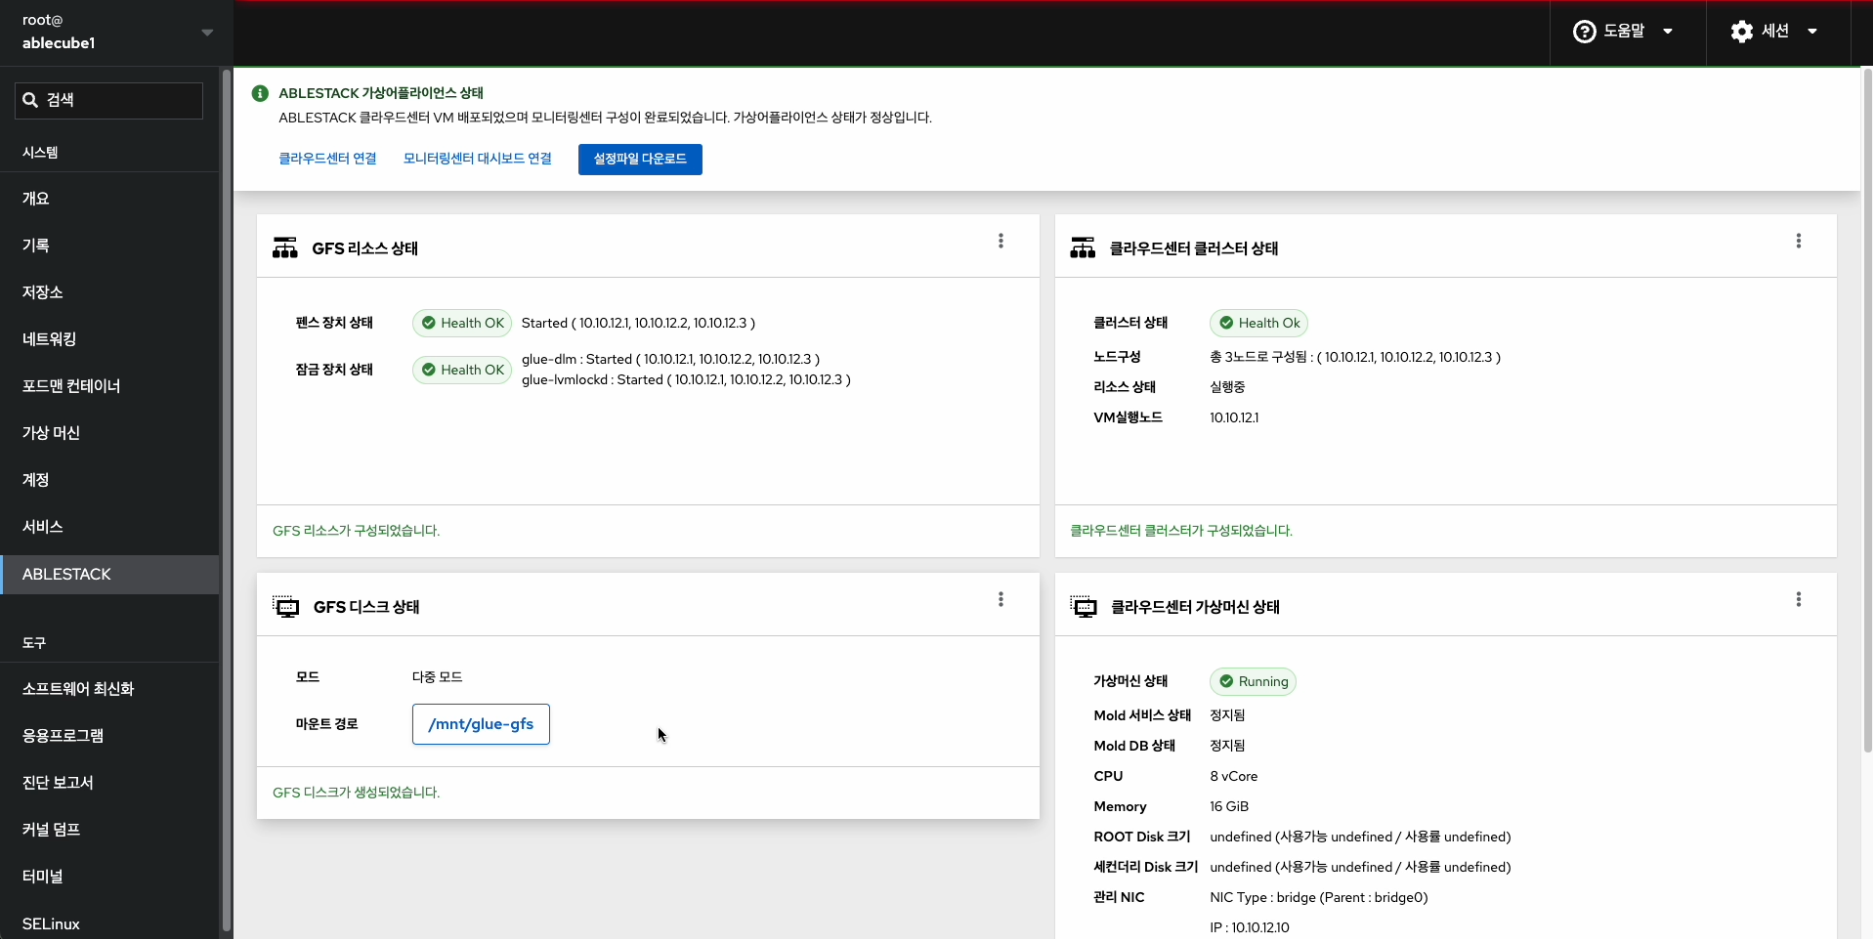 root@
ablecube1
도움말
세션
검색
시스템
개요
기록
저장소
네트워킹
포드맨 컨테이너
가상 머신
계정
서비스
ABLESTACK
도구
소프트웨어 최신화
응용프로그램
진단 보고서
커널 덤프
터미널
SELinux
ABLESTACK 가상어플라이언스 상태
ABLESTACK 클라우드센터 VM 배포되었으며 모니터링센터 구성이 완료되었습니다. 가상어플라이언스 상태가 정상입니다.
클라우드센터 연결 모니터링센터 대시보드 연결 설정파일 다운로드
GFS 리소스 상태
펜스 장치 상태 Health OK Started ( 10.10.12.1, 10.10.12.2, 10.10.12.3 )
잠금 장치 상태 Health OK glue-dlm : Started ( 10.10.12.1, 10.10.12.2, 10.10.12.3 )
glue-lvmlockd : Started ( 10.10.12.1, 10.10.12.2, 10.10.12.3 )
GFS 리소스가 구성되었습니다.
클라우드센터 클러스터 상태
클러스터 상태 Health Ok
노드구성 총 3노드로 구성됨 : ( 10.10.12.1, 10.10.12.2, 10.10.12.3 )
리소스 상태 실행중
VM실행노드 10.10.12.1
클라우드센터 클러스터가 구성되었습니다.
GFS 디스크 상태
모드 다중 모드
마운트 경로 /mnt/glue-gfs
GFS 디스크가 생성되었습니다.
클라우드센터 가상머신 상태
가상머신 상태 Running
Mold 서비스 상태 정지됨
Mold DB 상태 정지됨
CPU 8 vCore
Memory 16 GiB
ROOT Disk 크기 undefined (사용가능 undefined / 사용률 undefined)
세컨더리 Disk 크기 undefined (사용가능 undefined / 사용률 undefined)
관리 NIC NIC Type : bridge (Parent : bridge0)
IP : 10.10.12.10